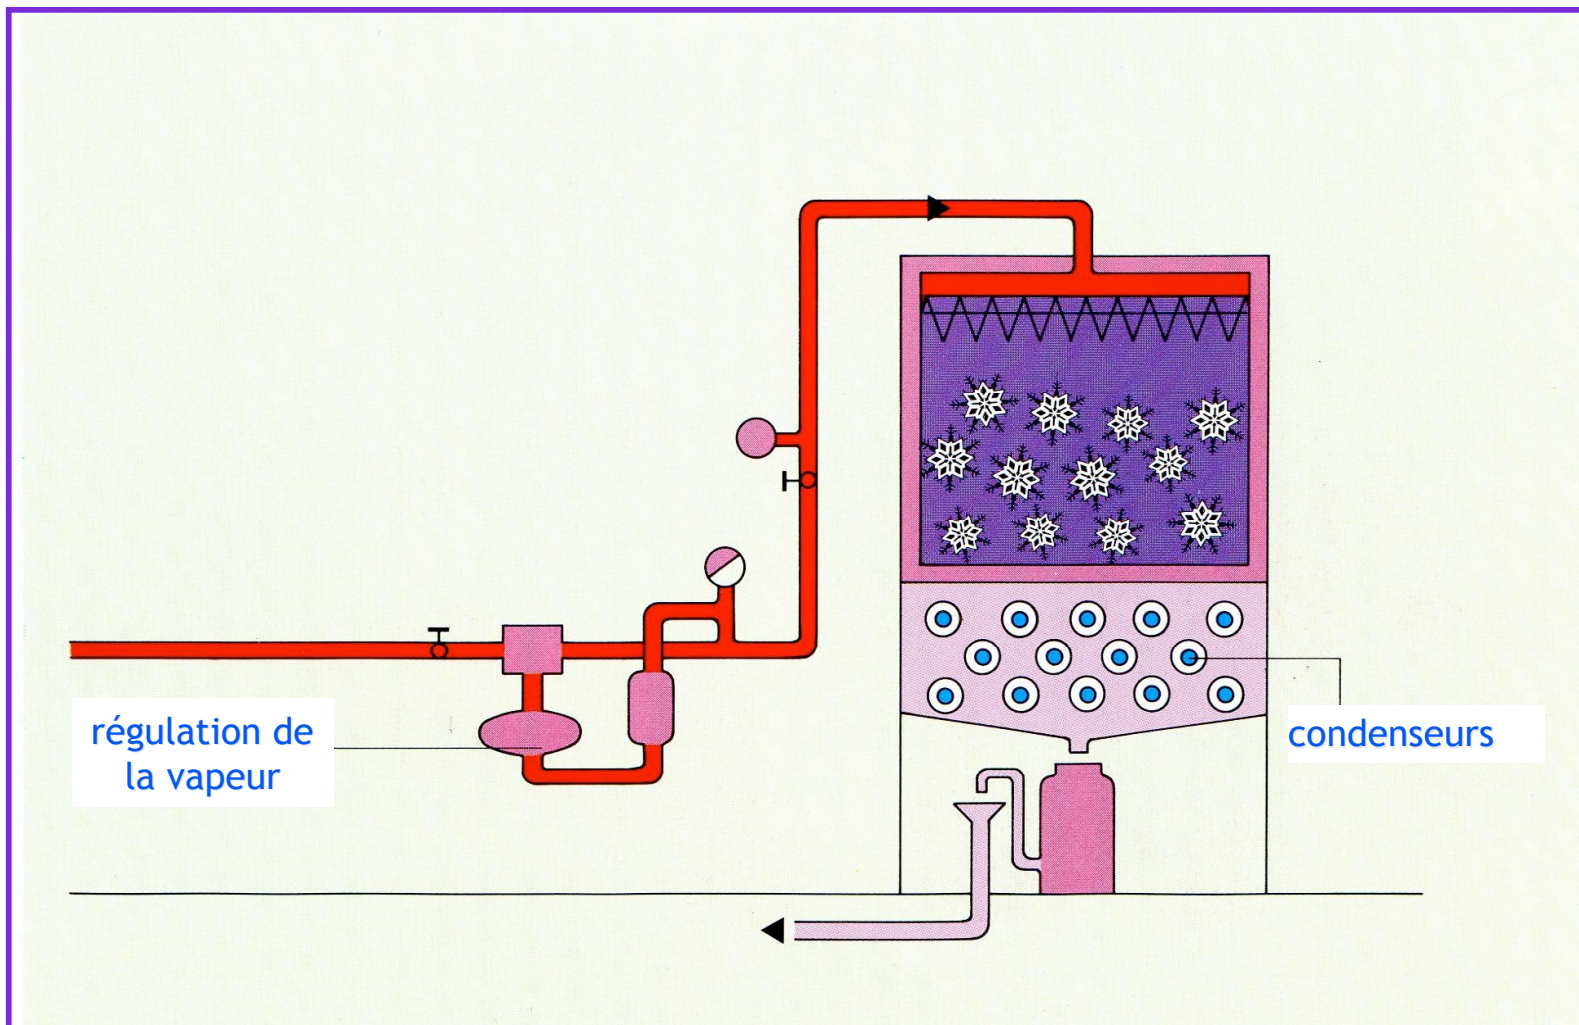 régulation de
la vapeur
condenseurs